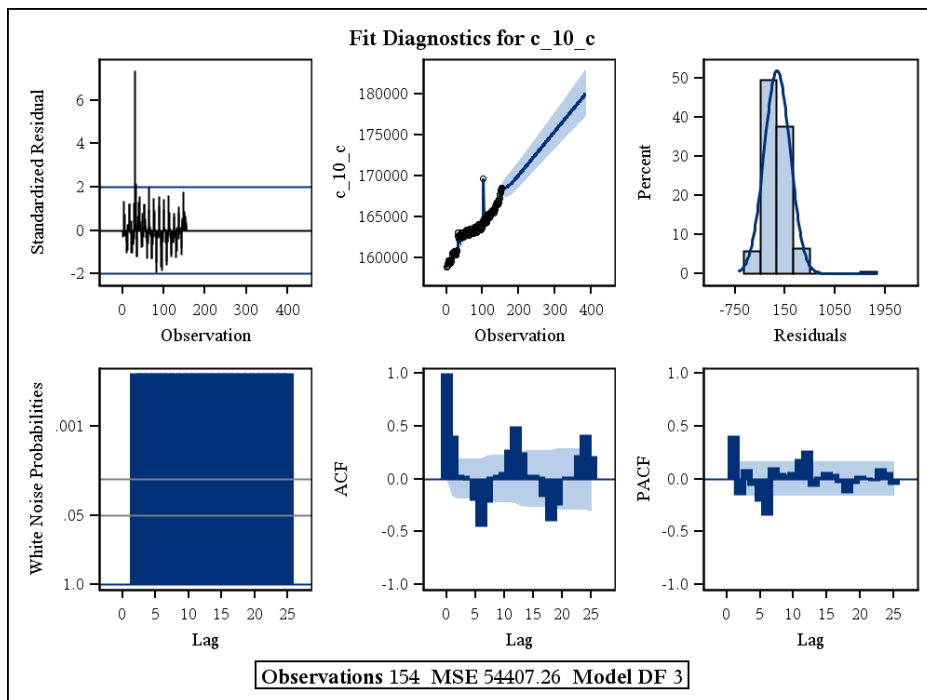 Fit Diagnostics for c_10_c
Standardized Residual
6
4
2
0
-2
0 100 200 300 400
Observation
c_10_c
180000
175000
170000
165000
160000
0 100 200 300 400
Observation
Percent
50
40
30
20
10
0
-750 150 1050 1950
Residuals
White Noise Probabilities
.001
.05
1.0
0 5 10 15 20 25
Lag
ACF
1.0
0.5
0.0
-0.5
-1.0
0 5 10 15 20 25
Lag
PACF
1.0
0.5
0.0
-0.5
-1.0
0 5 10 15 20 25
Lag
Observations 154 MSE 54407.26 Model DF 3